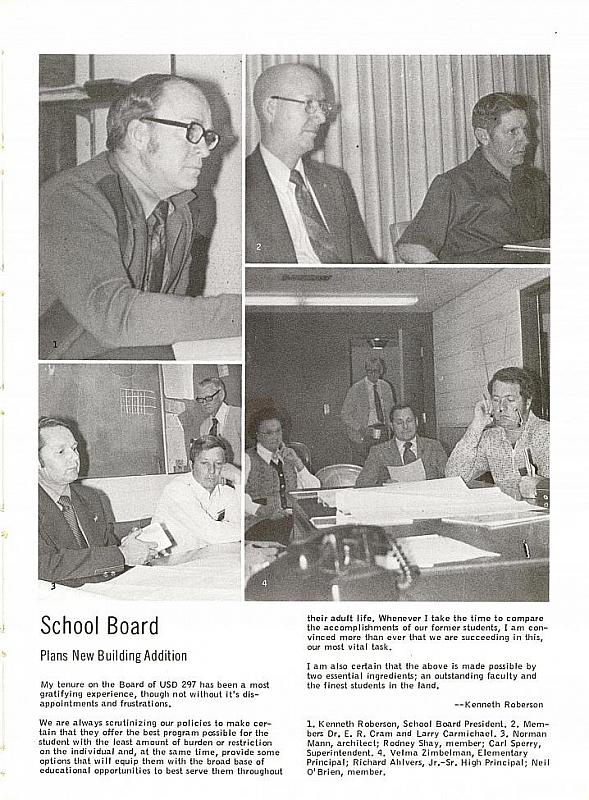 1
2
3
4
School Board
Plans New Building Addition
My tenure on the Board of USD 297 has been a most
gratifying experience, though not without it's dis-
appointments and frustrations.
We are always scrutinizing our policies to make cer-
tain that they offer the best program possible for the
student with the least amount of burden or restriction
on the individual and, at the same time, provide some
options that will equip them with the broad base of
educational opportunities to best serve them throughout
their adult life. Whenever I take the time to compare
the accomplishments of our former students, I am con-
vinced more than ever that we are succeeding in this,
our most vital task.
I am also certain that the above is made possible by
two essential ingredients; an outstanding faculty and
the finest students in the land.
--Kenneth Roberson
1. Kenneth Roberson, School Board President. 2. Mem-
bers Dr. E. R. Cram and Larry Carmichael. 3. Norman
Mann, architect; Rodney Shay, member; Carl Sperry,
Superintendent. 4. Velma Zimbelman, Elementary
Principal; Richard Ahlvers, Jr.-Sr. High Principal; Neil
O'Brien, member.